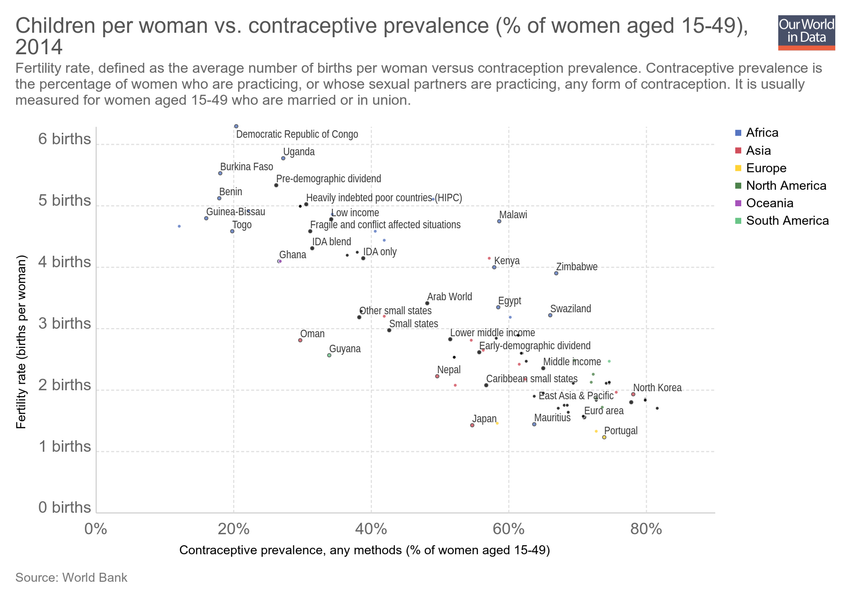 Children per woman vs. contraceptive prevalence (% of women aged 15-49),
2014
Our World
in Data
Fertility rate, defined as the average number of births per woman versus contraception prevalence. Contraceptive prevalence is
the percentage of women who are practicing, or whose sexual partners are practicing, any form of contraception. It is usually
measured for women aged 15-49 who are married or in union.
6 births
Democratic Republic of Congo
Uganda
Burkina Faso
Pre-demographic dividend
Benin
Heavily indebted poor countries (HIPC)
5 births
Guinea-Bissau
Low income
Malawi
Togo
Fragile and conflict affected situations
IDA blend
IDA only
Ghana
4 births
Kenya
Zimbabwe
Arab World
Egypt
Other small states
Swaziland
Small states
3 births
Oman
Lower middle income
Guyana
Early-demographic dividend
Middle income
Nepal
Caribbean small states
2 births
North Korea
East Asia & Pacific
Euro area
Japan
Mauritius
Portugal
1 births
0 births
0%
20%
40%
60%
80%
Fertility rate (births per woman)
Contraceptive prevalence, any methods (% of women aged 15-49)
Africa
Asia
Europe
North America
Oceania
South America
Source: World Bank